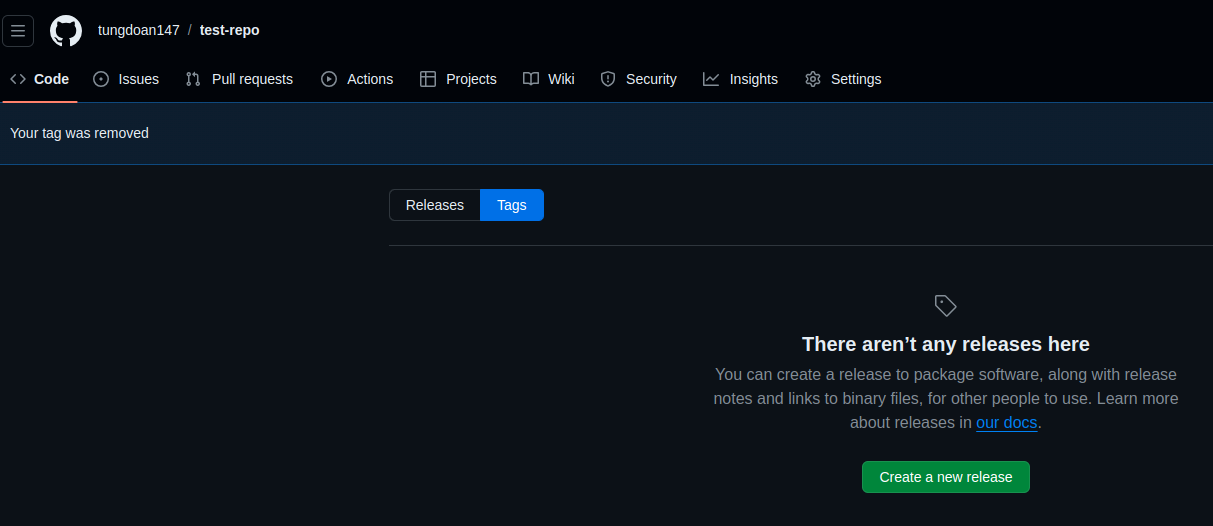 tungdoan147 / test-repo
Code Issues Pull requests Actions Projects Wiki Security Insights Settings
Your tag was removed
Releases Tags
There aren’t any releases here
You can create a release to package software, along with release
notes and links to binary files, for other people to use. Learn more
about releases in our docs.
Create a new release